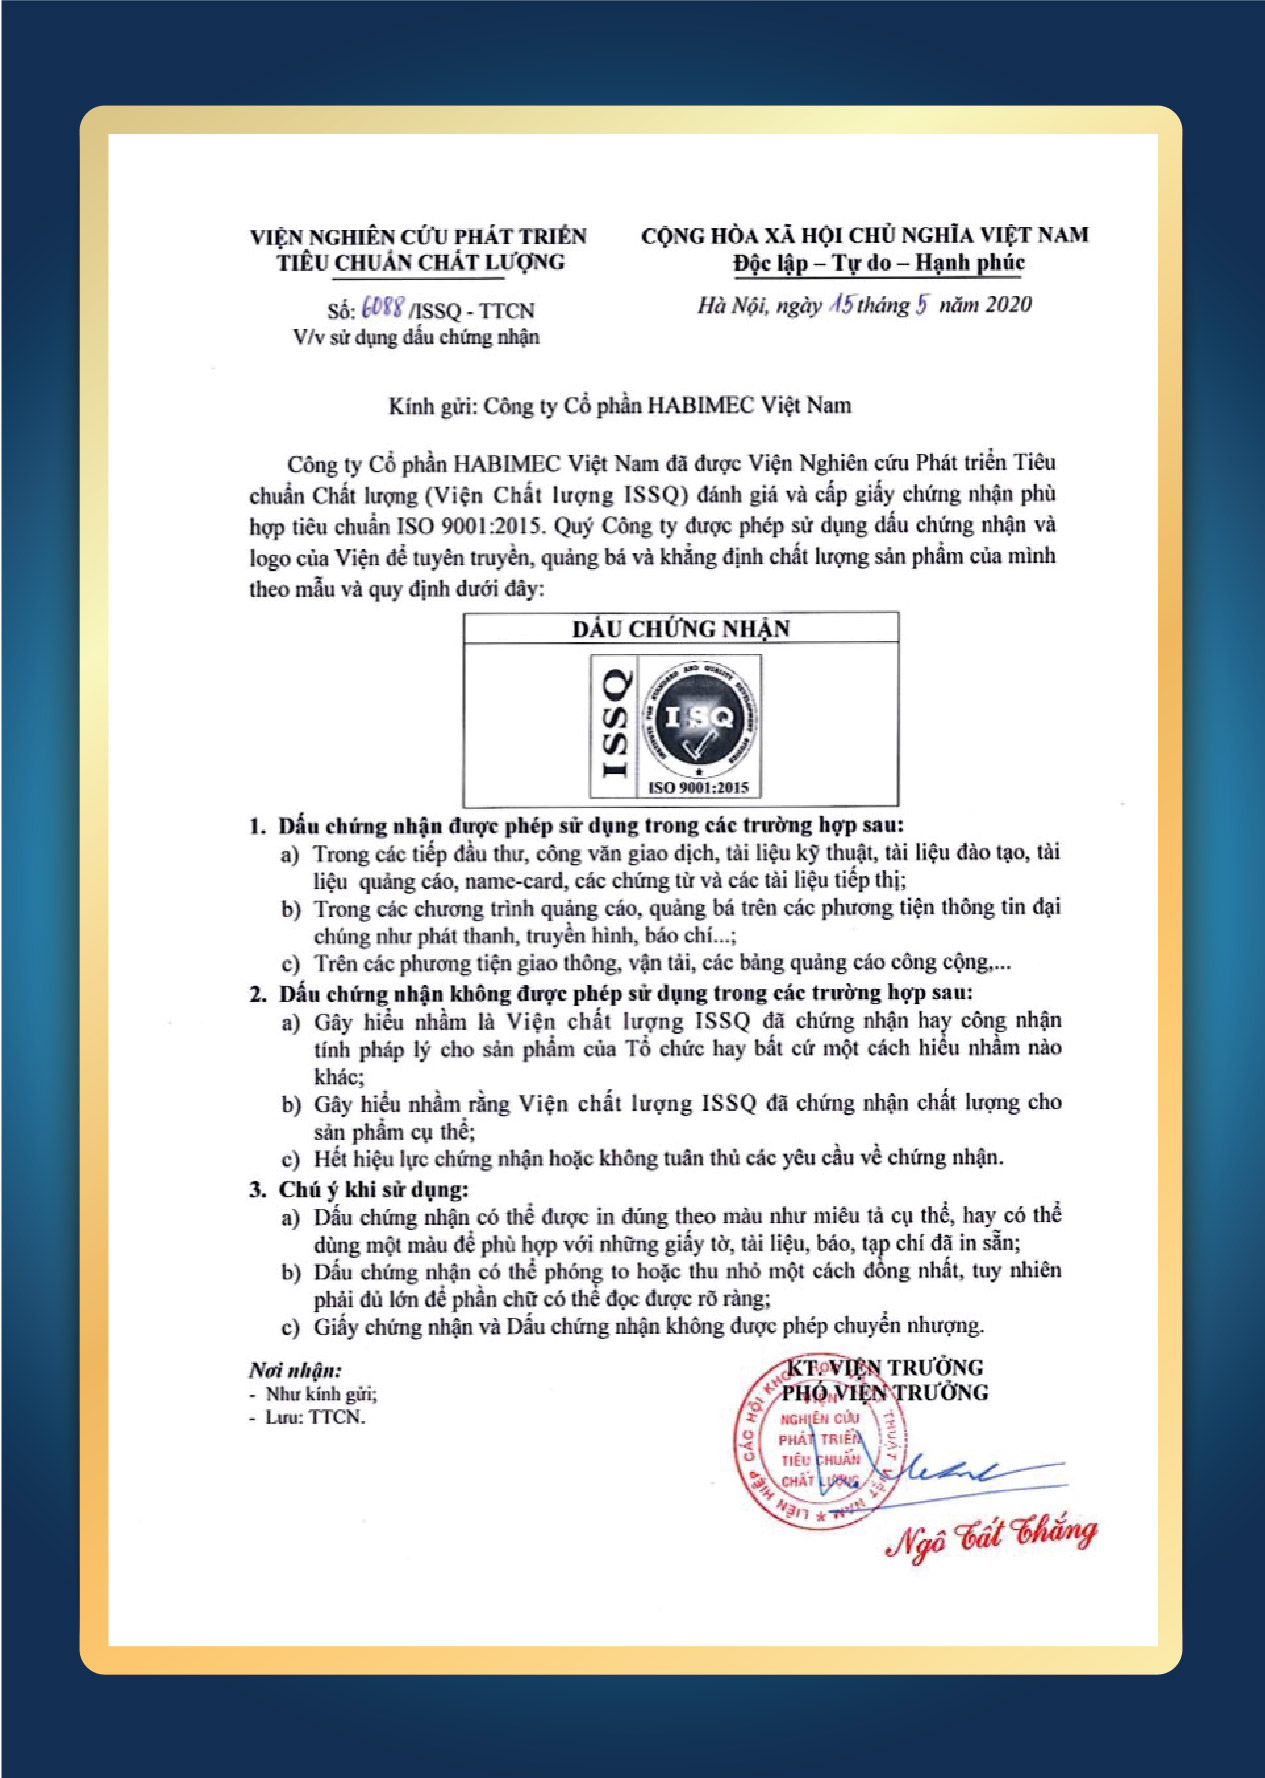 VIỆN NGHIÊN CỨU PHÁT TRIỂN
TIÊU CHUẨN CHẤT LƯỢNG
Số: 6088/ISSQ - TTCN
V/v sử dụng dấu chứng nhận
CỘNG HÒA XÃ HỘI CHỦ NGHĨA VIỆT NAM
Độc lập – Tự do – Hạnh phúc
Hà Nội, ngày 15 tháng 5 năm 2020
Kính gửi: Công ty Cổ phần HABIMEC Việt Nam
Công ty Cổ phần HABIMEC Việt Nam đã được Viện Nghiên cứu Phát triển Tiêu
chuẩn Chất lượng (Viện Chất lượng ISSQ) đánh giá và cấp giấy chứng nhận phù
hợp tiêu chuẩn ISO 9001:2015. Quý Công ty được phép sử dụng dấu chứng nhận và
logo của Viện để tuyên truyền, quảng bá và khẳng định chất lượng sản phẩm của mình
theo mẫu và quy định dưới đây:
DẤU CHỨNG NHẬN
ISSQ
STANDARD AND QUALITY DEVELOPMENT
ISSQ
ISO 9001:2015
1. Dấu chứng nhận được phép sử dụng trong các trường hợp sau:
a) Trong các tiếp đầu thư, công văn giao dịch, tài liệu kỹ thuật, tài liệu đào tạo, tài
liệu quảng cáo, name-card, các chứng từ và các tài liệu tiếp thị;
b) Trong các chương trình quảng cáo, quảng bá trên các phương tiện thông tin đại
chúng như phát thanh, truyền hình, báo chí...;
c) Trên các phương tiện giao thông, vận tải, các bảng quảng cáo công cộng,...
2. Dấu chứng nhận không được phép sử dụng trong các trường hợp sau:
a) Gây hiểu nhầm là Viện chất lượng ISSQ đã chứng nhận hay công nhận
tính pháp lý cho sản phẩm của Tổ chức hay bất cứ một cách hiểu nhầm nào
khác;
b) Gây hiểu nhầm rằng Viện chất lượng ISSQ đã chứng nhận chất lượng cho
sản phẩm cụ thể;
c) Hết hiệu lực chứng nhận hoặc không tuân thủ các yêu cầu về chứng nhận.
3. Chú ý khi sử dụng:
a) Dấu chứng nhận có thể được in đúng theo màu như miêu tả cụ thể, hay có thể
dùng một màu để phù hợp với những giấy tờ, tài liệu, báo, tạp chí đã in sẵn;
b) Dấu chứng nhận có thể phóng to hoặc thu nhỏ một cách đồng nhất, tuy nhiên
phải đủ lớn để phần chữ có thể đọc được rõ ràng;
c) Giấy chứng nhận và Dấu chứng nhận không được phép chuyển nhượng.
Nơi nhận:
- Như kính gửi;
- Lưu: TTCN.
KT. VIỆN TRƯỞNG
PHÓ VIỆN TRƯỞNG
LIÊN HIỆP CÁC HỘI KHOA HỌC VÀ KỸ THUẬT VIỆT NAM
VIỆN
NGHIÊN CỨU
PHÁT TRIỂN
TIÊU CHUẨN
CHẤT LƯỢNG
Ngô Tất Thắng